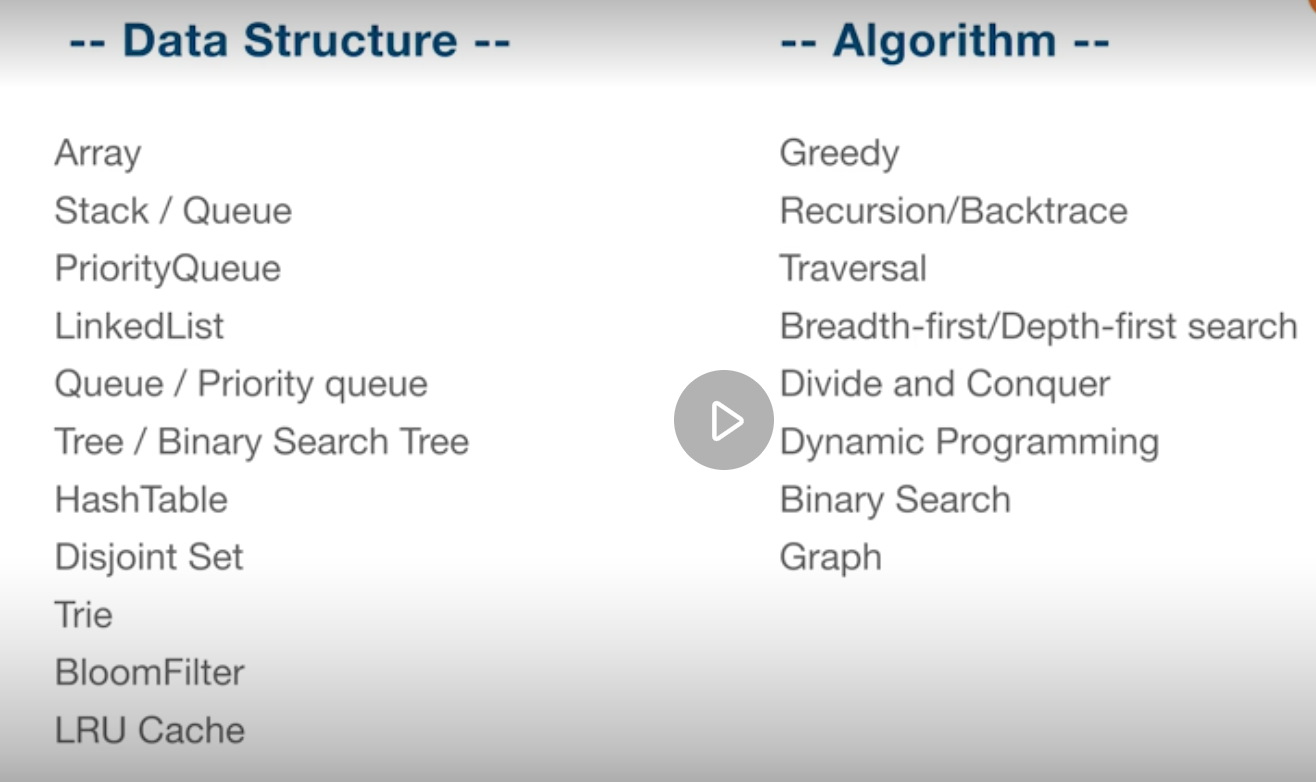 -- Data Structure --
Array
Stack / Queue
PriorityQueue
LinkedList
Queue / Priority queue
Tree / Binary Search Tree
HashTable
Disjoint Set
Trie
BloomFilter
LRU Cache
-- Algorithm --
Greedy
Recursion/Backtrace
Traversal
Breadth-first/Depth-first search
Divide and Conquer
Dynamic Programming
Binary Search
Graph